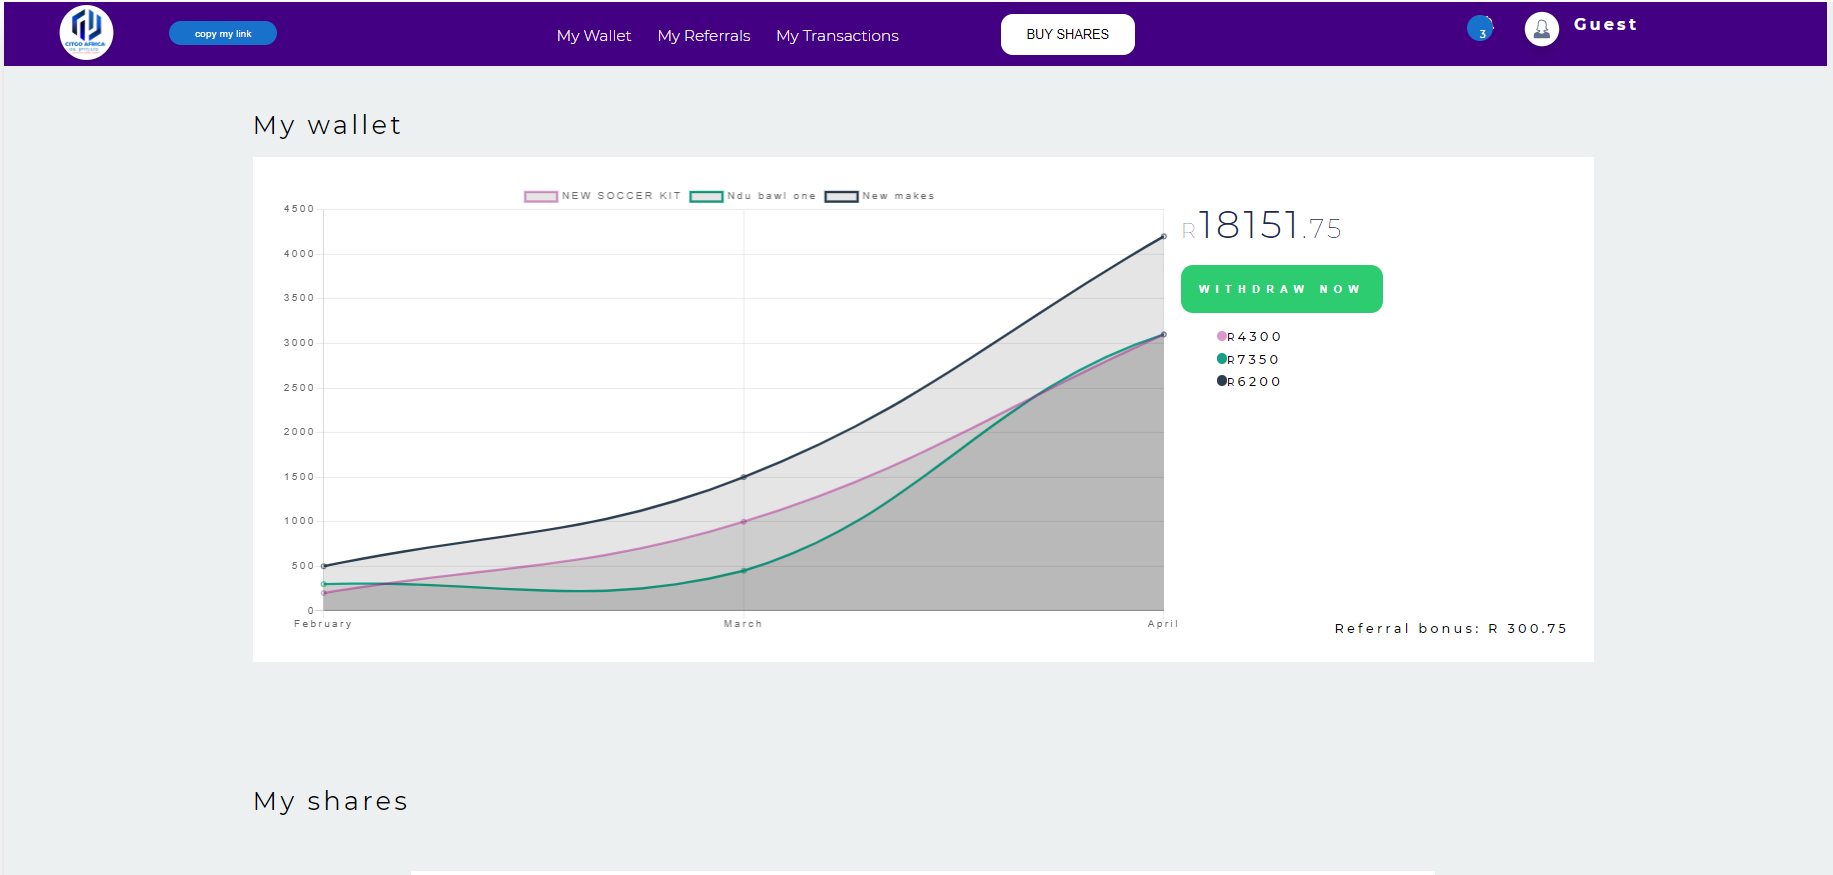 CITGO AFRICA
copy my link
My Wallet My Referrals My Transactions
BUY SHARES
3
Guest
My wallet
NEW SOCCER KIT Ndu bawl one New makes
4500
4000
3500
3000
2500
2000
1500
1000
500
0
February March April
R18151.75
WITHDRAW NOW
R4300
R7350
R6200
Referral bonus: R 300.75
My shares